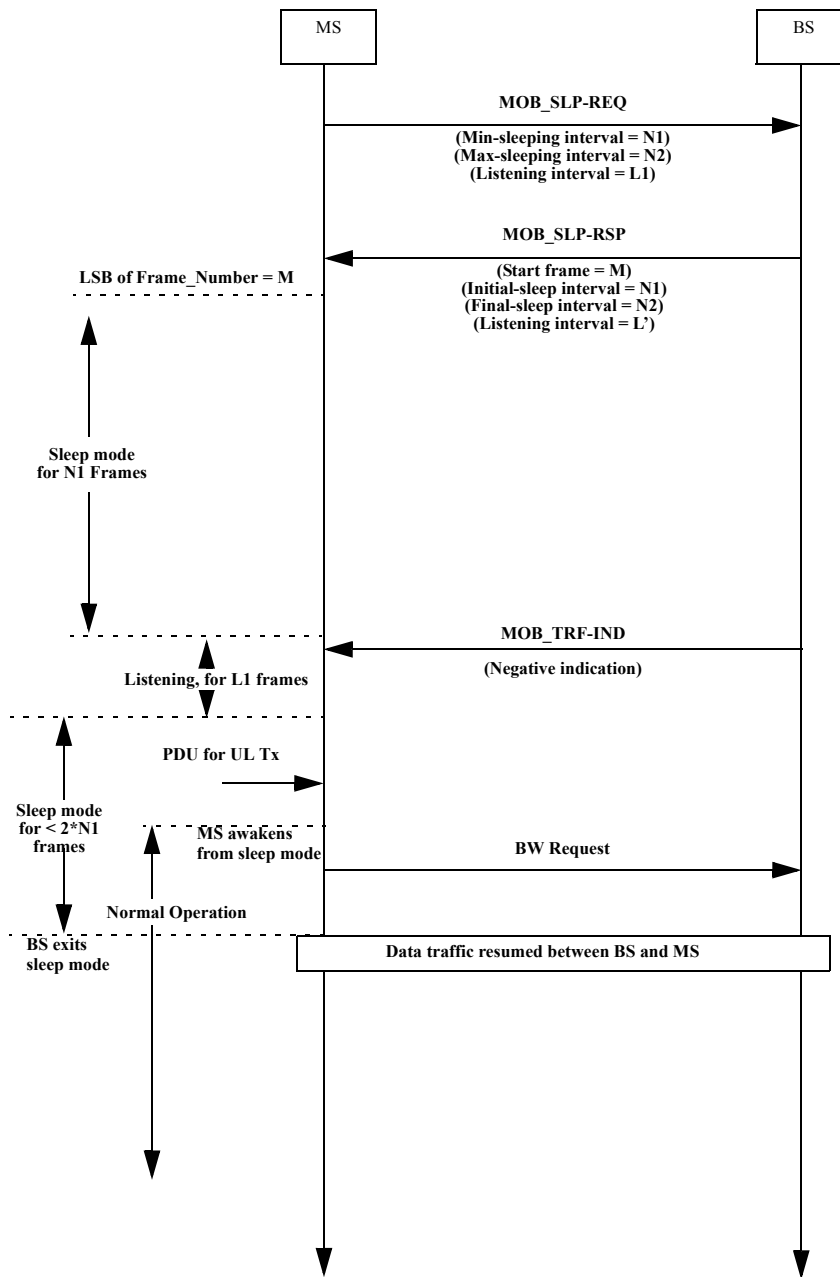 MS
BS
MOB_SLP-REQ
(Min-sleeping interval = N1)
(Max-sleeping interval = N2)
(Listening interval = L1)
MOB_SLP-RSP
LSB of Frame_Number = M
(Start frame = M)
(Initial-sleep interval = N1)
(Final-sleep interval = N2)
(Listening interval = L’)
Sleep mode
for N1 Frames
MOB_TRF-IND
(Negative indication)
Listening, for L1 frames
PDU for UL Tx
Sleep mode
for < 2*N1
frames
MS awakens
from sleep mode
BW Request
Normal Operation
BS exits
sleep mode
Data traffic resumed between BS and MS